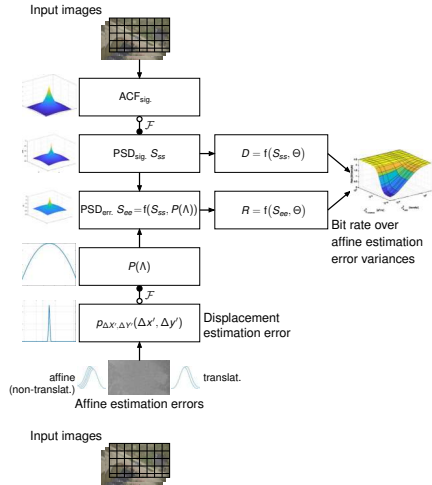 Input images
ACF_sig.
ℱ
PSD_sig. S_ss
D = f(S_ss, Θ)
PSD_err. S_ee = f(S_ss, P(Λ))
R = f(S_ee, Θ)
Bit rate over
affine estimation
error variances
P(Λ)
ℱ
p_ΔX′,ΔY′(Δx′, Δy′)
Displacement
estimation error
affine
(non-translat.)
translat.
Affine estimation errors
Input images